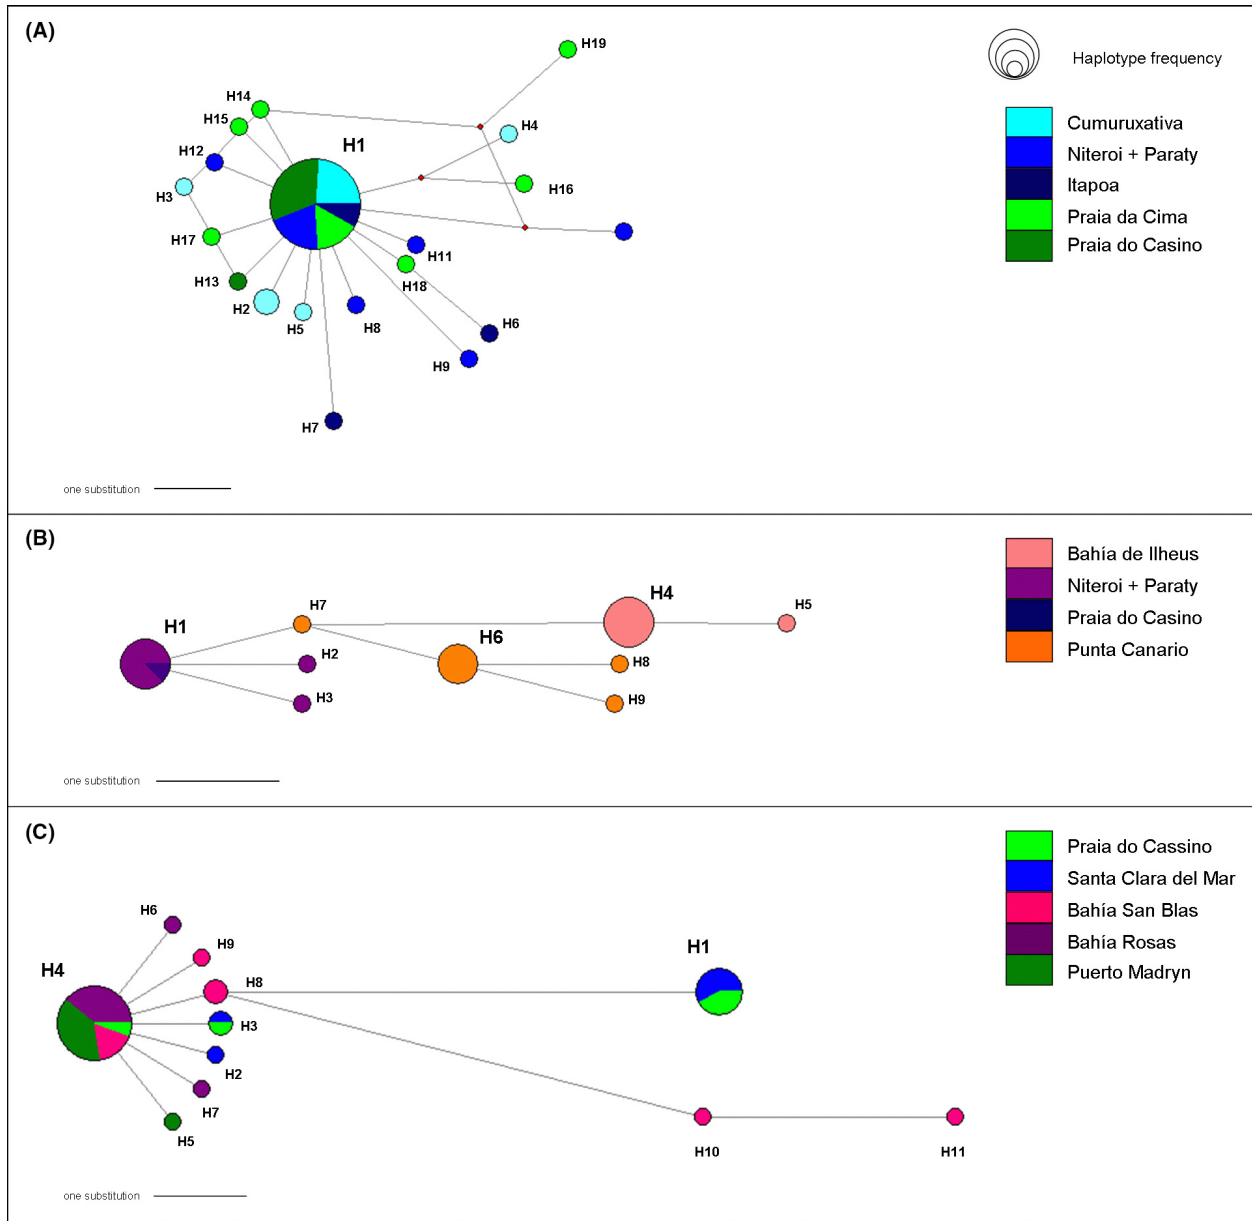 (A)
H19
Haplotype frequency
H14
H15
H4
Cumuruxativa
H1
H12
Niteroi + Paraty
Itapoa
H3
H16
Praia da Cima
H17
Praia do Casino
H11
H13
H18
H2
H5
H8
H6
H9
H7
one substitution
(B)
Bahía de Ilheus
H4
Niteroi + Paraty
H7
H5
H1
Praia do Casino
H6
H2
Punta Canario
H8
H3
H9
one substitution
(C)
Praia do Cassino
Santa Clara del Mar
H6
Bahía San Blas
H9
H1
Bahía Rosas
H4
H8
Puerto Madryn
H3
H2
H7
H5
H10
H11
one substitution